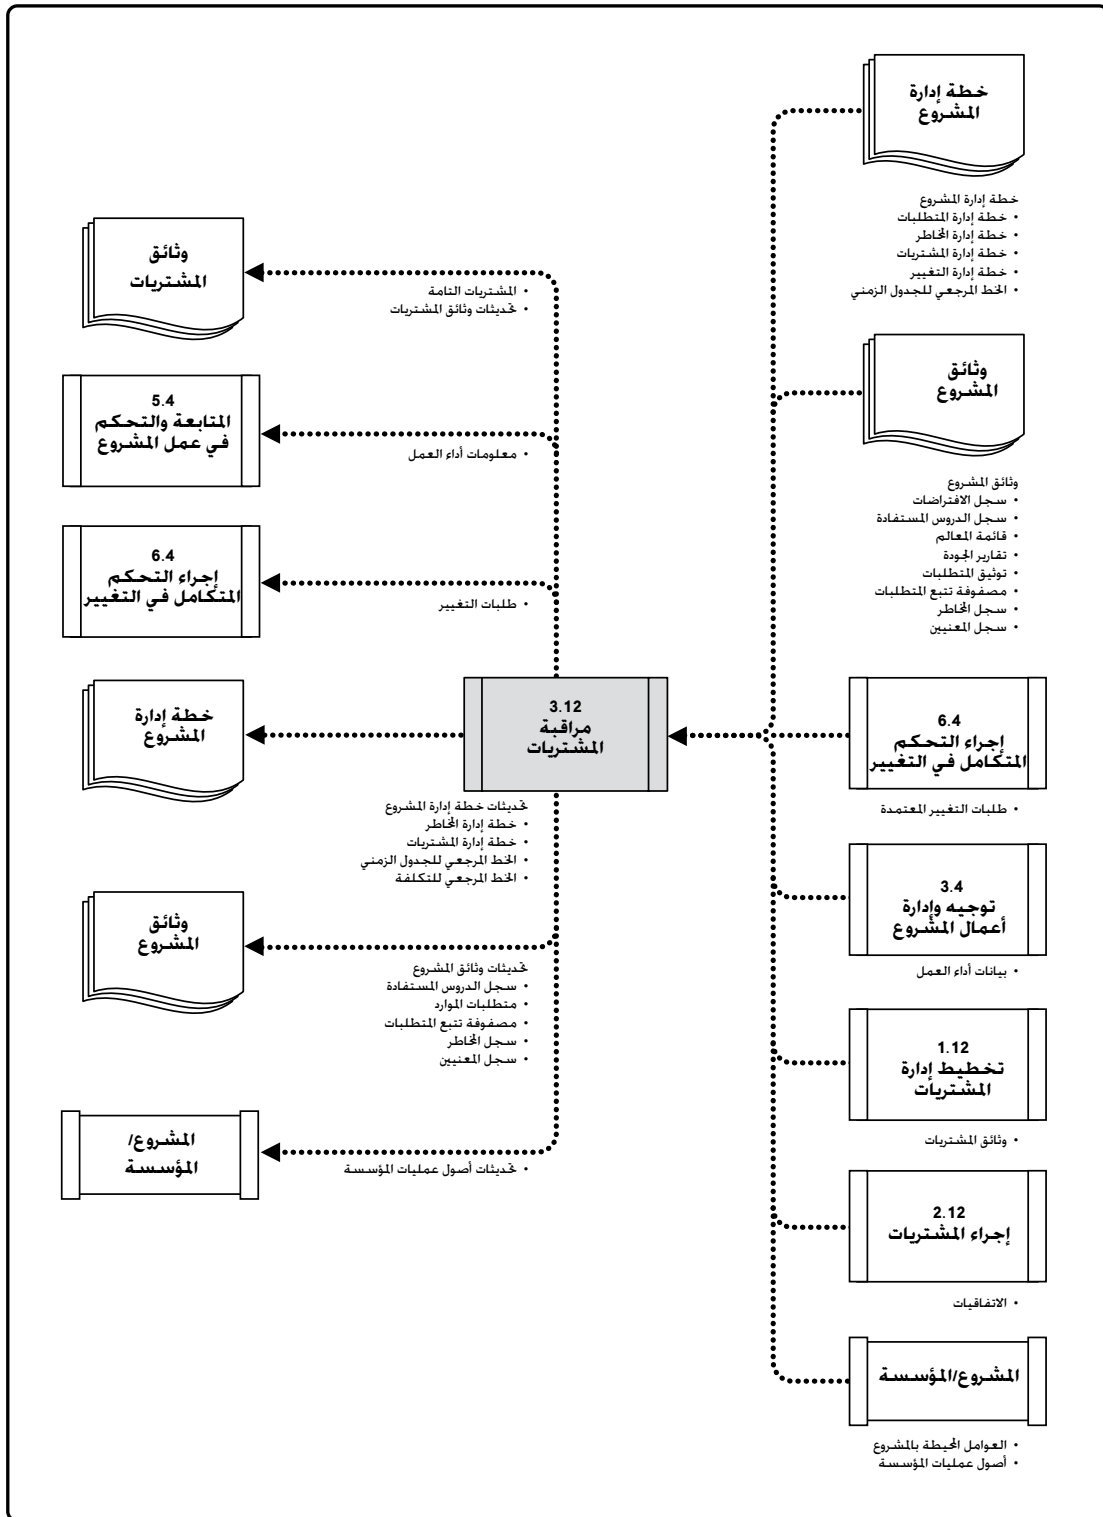 خطة إدارة
المشروع
خطة إدارة المشروع
• خطة إدارة المتطلبات
• خطة إدارة المخاطر
• خطة إدارة المشتريات
• خطة إدارة التغيير
• الخط المرجعي للجدول الزمني
وثائق
المشروع
وثائق المشروع
• سجل الافتراضات
• سجل الدروس المستفادة
• قائمة المعالم
• تقارير الجودة
• توثيق المتطلبات
• مصفوفة تتبع المتطلبات
• سجل المخاطر
• سجل المعنيين
6.4
إجراء التحكم
المتكامل في التغيير
• طلبات التغيير المعتمدة
3.4
توجيه وإدارة
أعمال المشروع
• بيانات أداء العمل
1.12
تخطيط إدارة
المشتريات
• وثائق المشتريات
2.12
إجراء المشتريات
• الاتفاقيات
المشروع/المؤسسة
• العوامل المحيطة بالمشروع
• أصول عمليات المؤسسة
3.12
مراقبة
المشتريات
وثائق
المشتريات
• المشتريات التامة
• تحديثات وثائق المشتريات
5.4
المتابعة والتحكم
في عمل المشروع
• معلومات أداء العمل
6.4
إجراء التحكم
المتكامل في التغيير
• طلبات التغيير
خطة إدارة
المشروع
تحديثات خطة إدارة المشروع
• خطة إدارة المخاطر
• خطة إدارة المشتريات
• الخط المرجعي للجدول الزمني
• الخط المرجعي للتكلفة
وثائق
المشروع
تحديثات وثائق المشروع
• سجل الدروس المستفادة
• متطلبات الموارد
• مصفوفة تتبع المتطلبات
• سجل المخاطر
• سجل المعنيين
المشروع/
المؤسسة
• تحديثات أصول عمليات المؤسسة